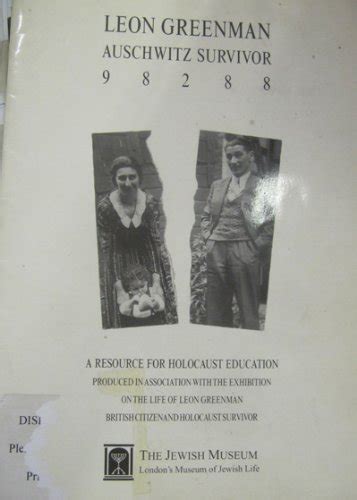 LEON GREENMAN
AUSCHWITZ SURVIVOR
9 8 2 8 8
A RESOURCE FOR HOLOCAUST EDUCATION
PRODUCED IN ASSOCIATION WITH THE EXHIBITION
ON THE LIFE OF LEON GREENMAN
BRITISH CITIZEN AND HOLOCAUST SURVIVOR
THE JEWISH MUSEUM
London's Museum of Jewish Life